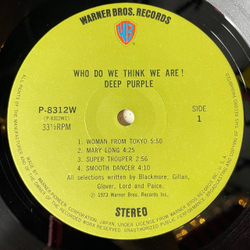 WARNER BROS. RECORDS
WB
WHO DO WE THINK WE ARE!
DEEP PURPLE
P-8312W
(P-8312W1)
33⅓RPM
SIDE
1
1. WOMAN FROM TOKYO 5:50
2. MARY LONG 4:25
3. SUPER TROUPER 2:56
4. SMOOTH DANCER 4:10
All selections written by Blackmore, Gillan,
Glover, Lord and Paice.
Ⓟ 1973 Warner Bros. Records Inc.
STEREO